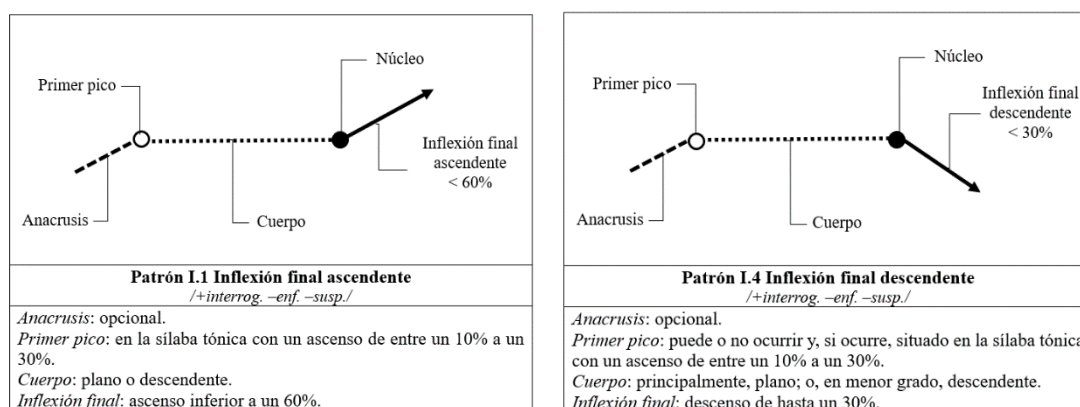 Núcleo
Primer pico
Inflexión final
ascendente
< 60%
Anacrusis
Cuerpo
Patrón I.1 Inflexión final ascendente
/+interrog. –enf. –susp./
Anacrusis: opcional.
Primer pico: en la sílaba tónica con un ascenso de entre un 10% a un
30%.
Cuerpo: plano o descendente.
Inflexión final: ascenso inferior a un 60%.
Núcleo
Primer pico
Inflexión final
descendente
< 30%
Anacrusis
Cuerpo
Patrón I.4 Inflexión final descendente
/+interrog. –enf. –susp./
Anacrusis: opcional.
Primer pico: puede o no ocurrir y, si ocurre, situado en la sílaba tónica
con un ascenso de entre un 10% a un 30%.
Cuerpo: principalmente, plano; o, en menor grado, descendente.
Inflexión final: descenso de hasta un 30%.